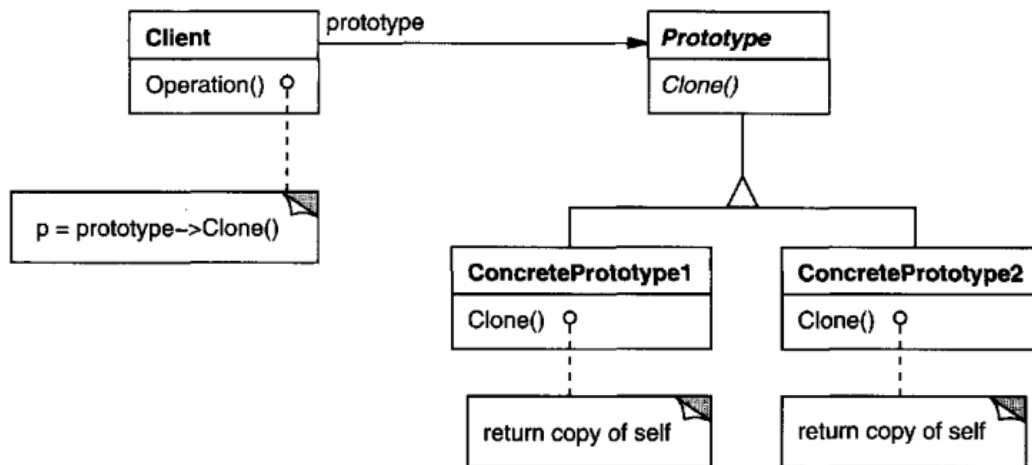 prototype
Client
Prototype
Operation()
Clone()
p = prototype->Clone()
ConcretePrototype1
ConcretePrototype2
Clone()
Clone()
return copy of self
return copy of self